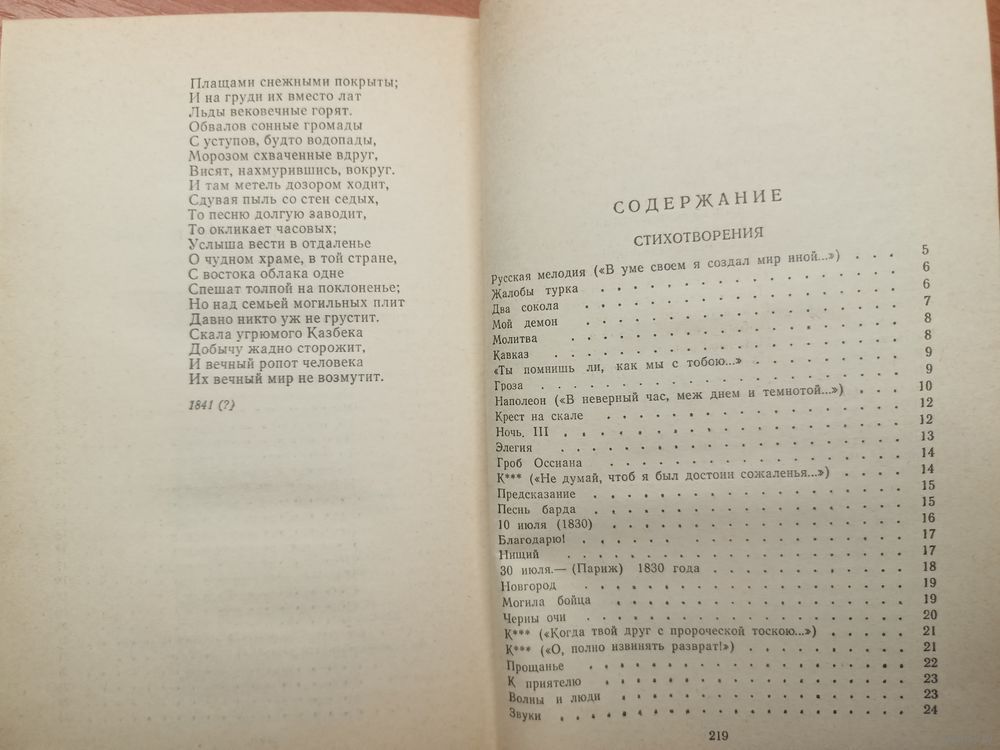 Плащами снежными покрыты;
И на груди их вместо лат
Льды вековечные горят.
Обвалов сонные громады
С уступов, будто водопады,
Морозом схваченные вдруг,
Висят, нахмурившись, вокруг.
И там метель дозором ходит,
Сдувая пыль со стен седых,
То песню долгую заводит,
То окликает часовых;
Услыша вести в отдаленье
О чудном храме, в той стране,
С востока облака одне
Спешат толпой на поклоненье;
Но над семьей могильных плит
Давно никто уж не грустит.
Скала угрюмого Казбека
Добычу жадно сторожит,
И вечный ропот человека
Их вечный мир не возмутит.
1841 (?)
СОДЕРЖАНИЕ
СТИХОТВОРЕНИЯ
Русская мелодия («В уме своем я создал мир иной...») . . . 5
Жалобы турка . . . 6
Два сокола . . . 6
Мой демон . . . 7
Молитва . . . 8
Кавказ . . . 8
«Ты помнишь ли, как мы с тобою...» . . . 9
Гроза . . . 9
Наполеон («В неверный час, меж днем и темнотой...») . . . 10
Крест на скале . . . 12
Ночь. III . . . 12
Элегия . . . 13
Гроб Оссиана . . . 14
К*** («Не думай, чтоб я был достоин сожаленья...») . . . 14
Предсказание . . . 15
Песнь барда . . . 15
10 июля (1830) . . . 16
Благодарю! . . . 17
Нищий . . . 17
30 июля.— (Париж) 1830 года . . . 18
Новгород . . . 19
Могила бойца . . . 19
Черны очи . . . 20
К*** («Когда твой друг с пророческой тоскою...») . . . 21
К*** («О, полно извинять разврат!») . . . 21
Прощанье . . . 22
К приятелю . . . 23
Волны и люди . . . 23
Звуки . . . 24
219